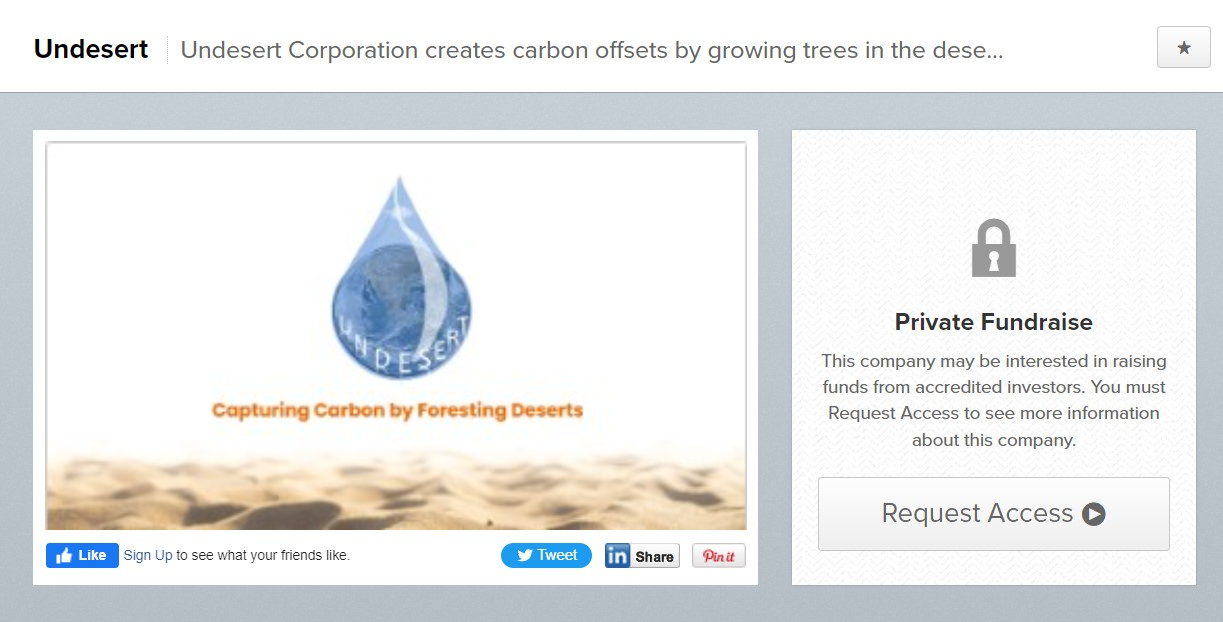 Undesert
Undesert Corporation creates carbon offsets by growing trees in the dese...
UNDESERT
Capturing Carbon by Foresting Deserts
Like
Sign Up to see what your friends like.
Tweet
in Share
Pin it
Private Fundraise
This company may be interested in raising
funds from accredited investors. You must
Request Access to see more information
about this company.
Request Access